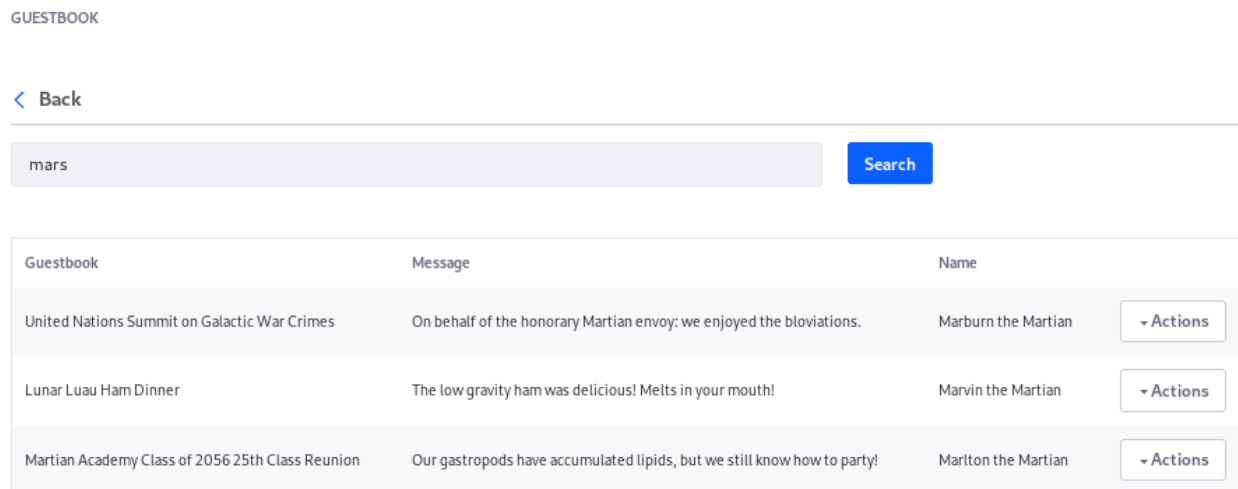 GUESTBOOK
Back
mars
Search
Guestbook Message Name
United Nations Summit on Galactic War Crimes On behalf of the honorary Martian envoy: we enjoyed the bloviations. Marburn the Martian Actions
Lunar Luau Ham Dinner The low gravity ham was delicious! Melts in your mouth! Marvin the Martian Actions
Martian Academy Class of 2056 25th Class Reunion Our gastropods have accumulated lipids, but we still know how to party! Marlton the Martian Actions